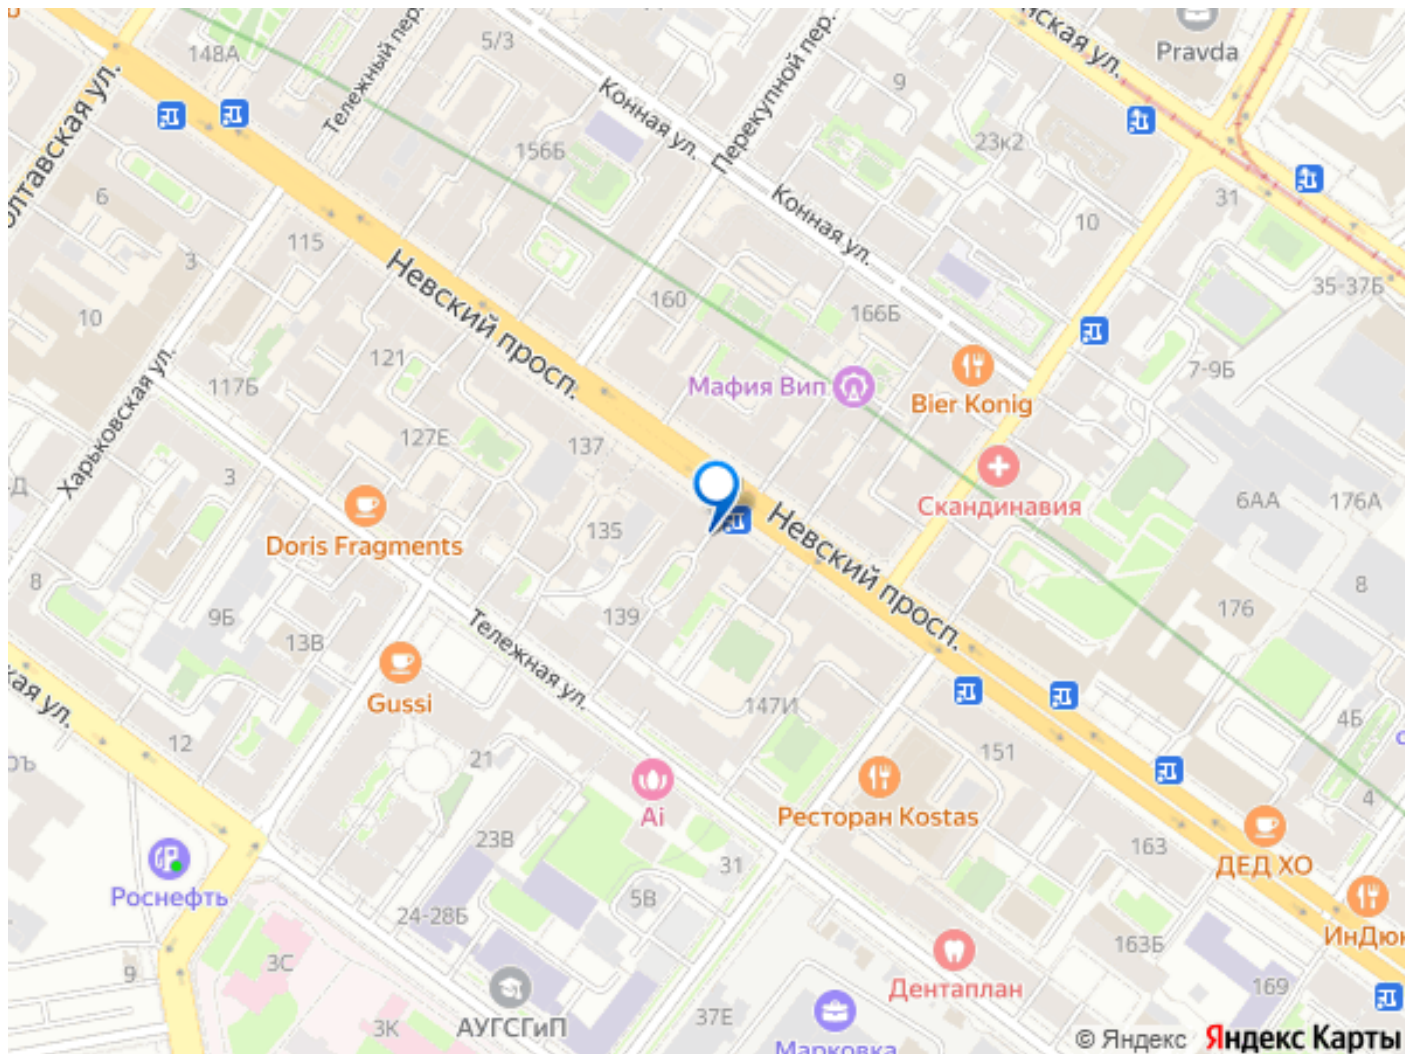 148А
5/3
Тележный пер.
Перекупной пер.
Pravda
Конная ул.
9
23к2
156Б
6
115
3
10
31
10
Конная ул.
Невский просп.
160
166Б
35-37Б
7-9Б
121
117Б
Мафия Вип
Bier Konig
Харьковская ул.
127Е
137
3
Скандинавия
6АА
176А
Doris Fragments
135
Невский просп.
8
9Б
13В
139
176
8
Тележная ул.
Gussi
147И
4Б
12
21
151
Ai
Ресторан Kostas
4
23В
31
163
ДЕД ХО
Роснефть
24-28Б
5В
163Б
3С
9
Дентаплан
169
АУГСГиП
3К
37Е
Марковка
© Яндекс Яндекс Карты